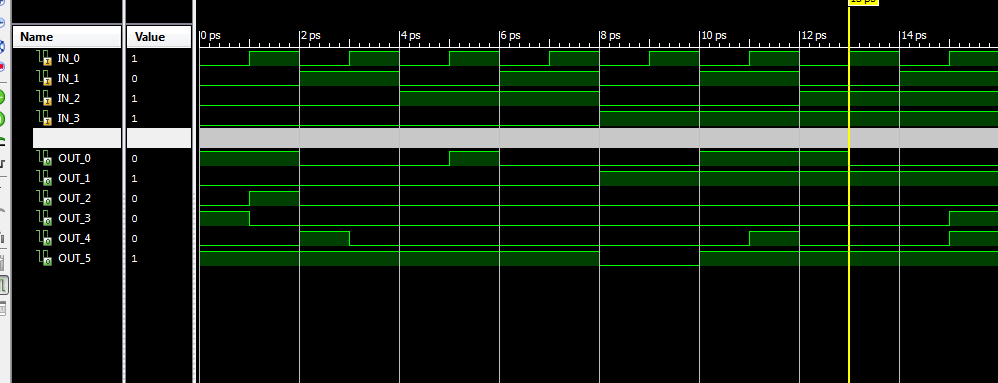 13 ps
Name Value 0 ps 2 ps 4 ps 6 ps 8 ps 10 ps 12 ps 14 ps
IN_0 1
IN_1 0
IN_2 1
IN_3 1
OUT_0 0
OUT_1 1
OUT_2 0
OUT_3 0
OUT_4 0
OUT_5 1